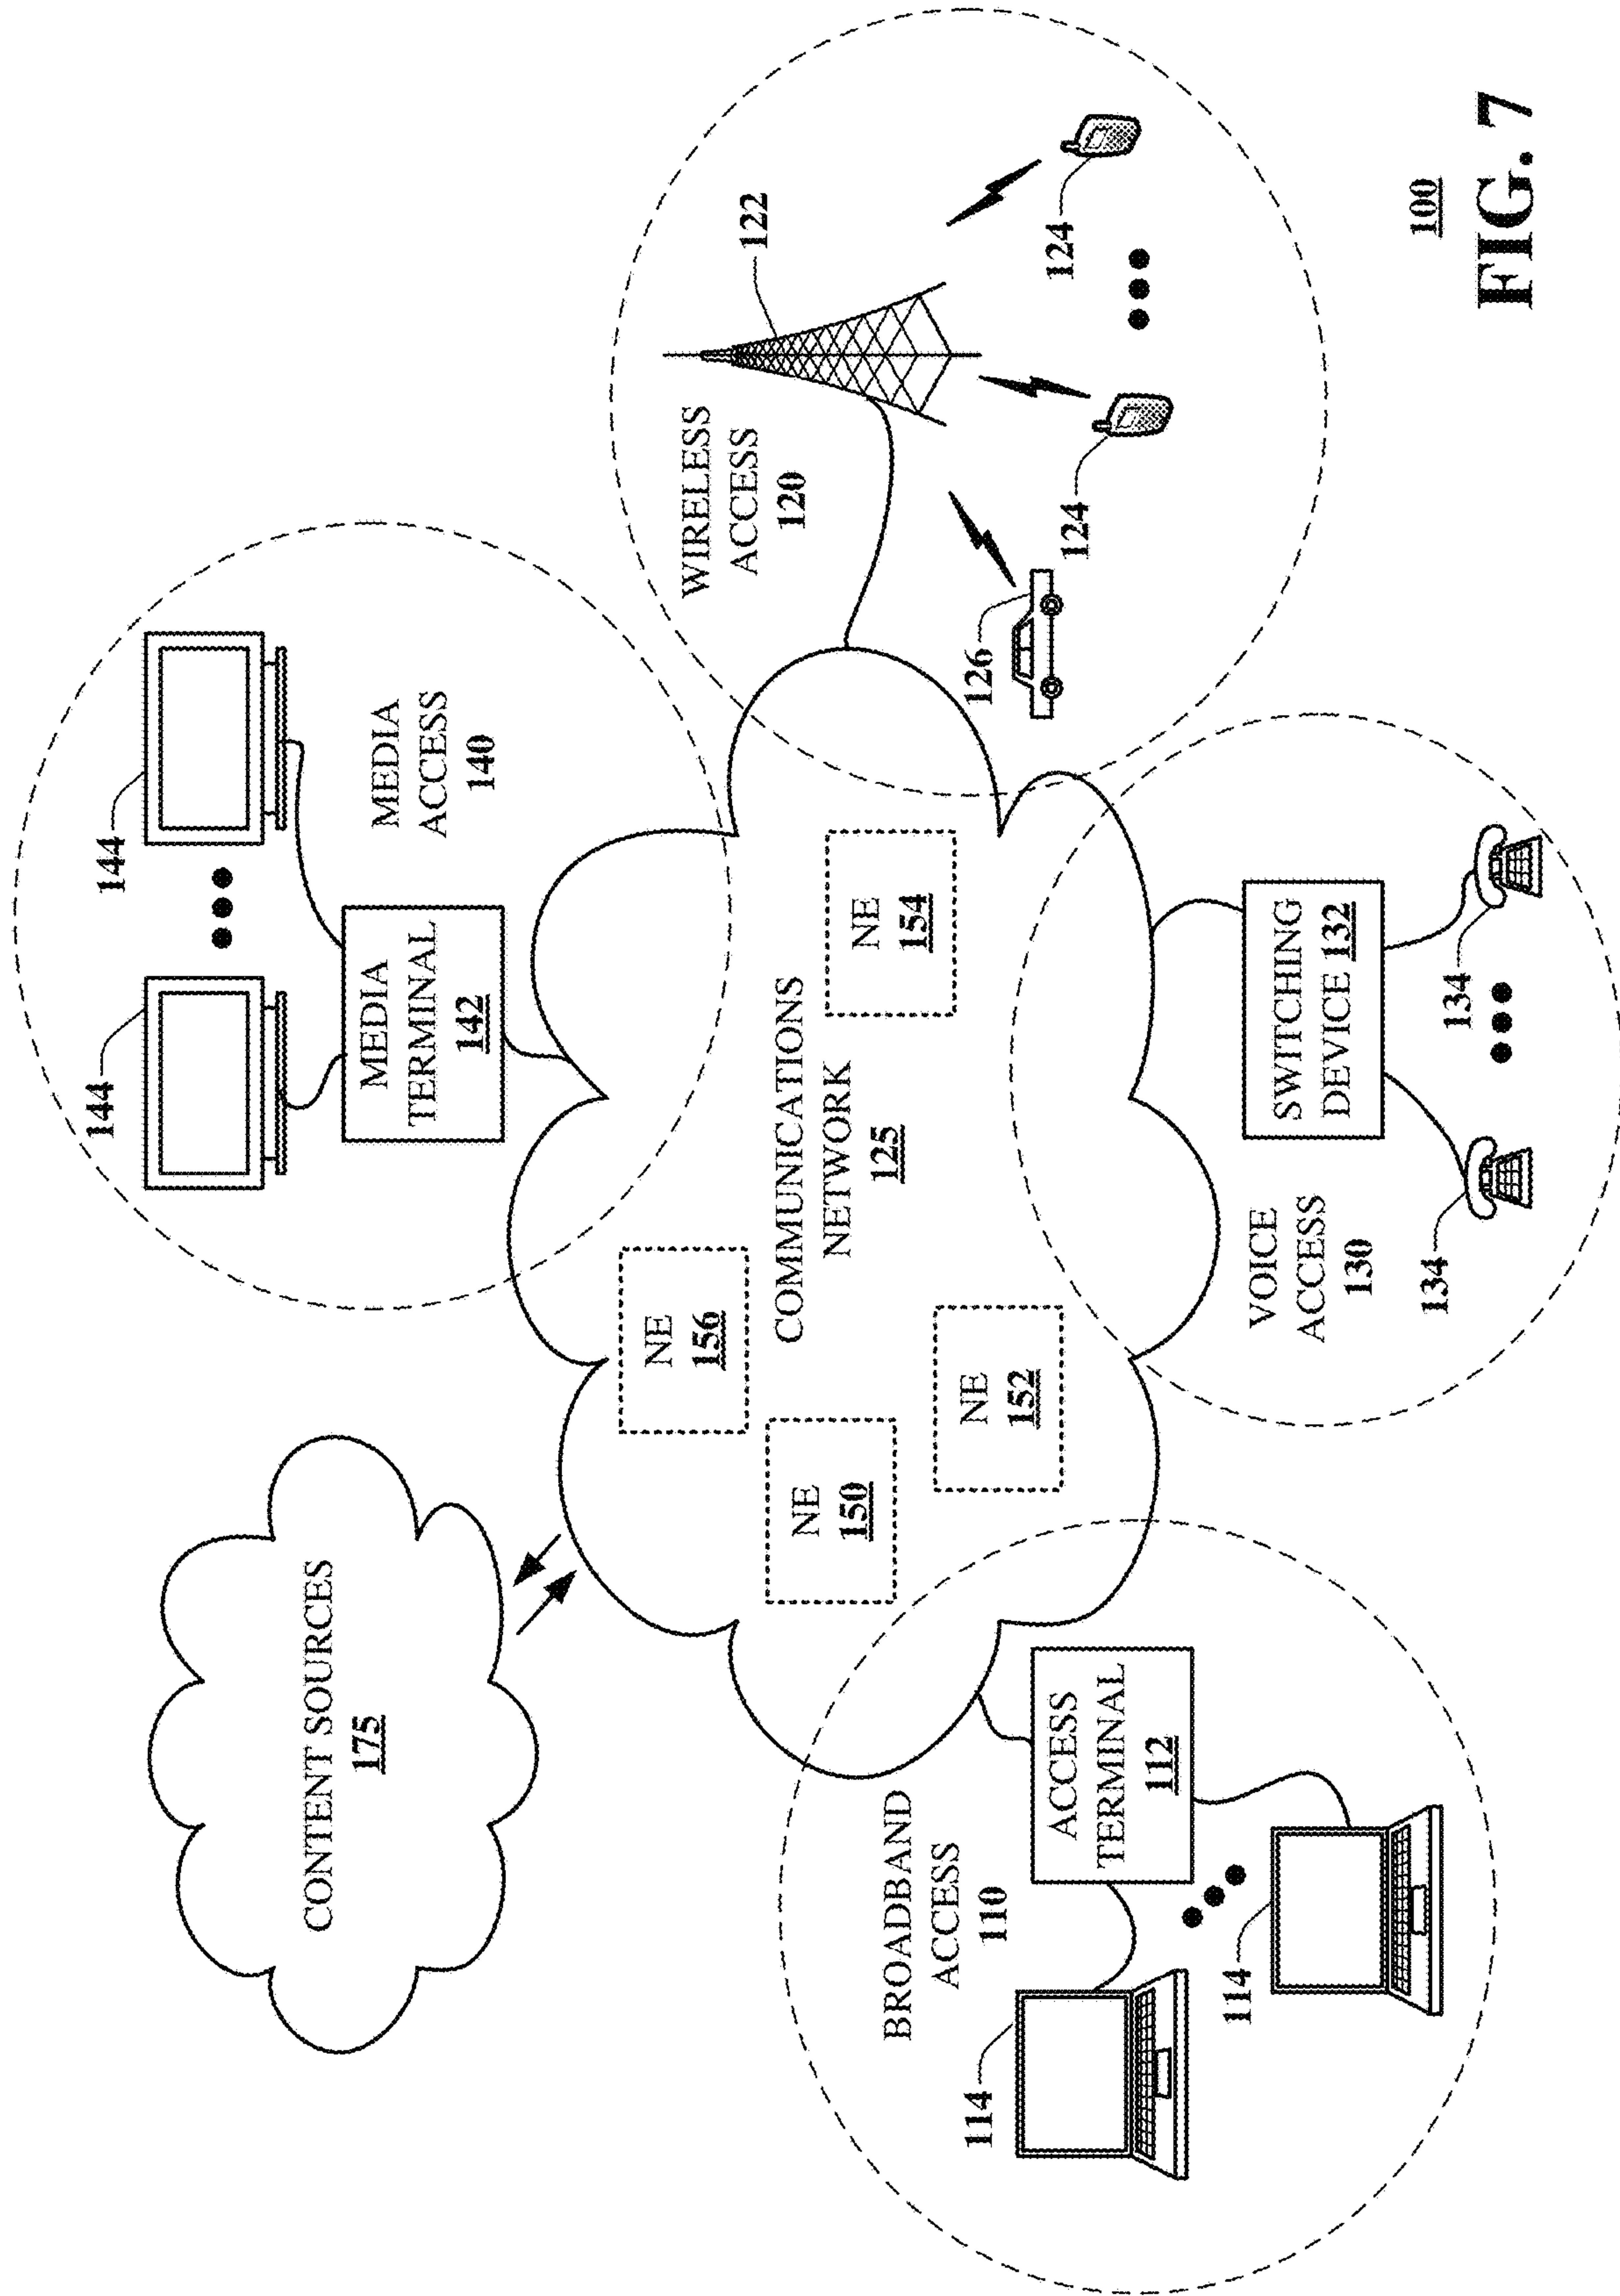 CONTENT SOURCES
175
144
144
MEDIA
TERMINAL
142
MEDIA
ACCESS
140
WIRELESS
ACCESS
120
122
124
124
126
BROADBAND
ACCESS
110
114
114
ACCESS
TERMINAL
112
NE
150
NE
156
NE
152
NE
154
COMMUNICATIONS
NETWORK
125
VOICE
ACCESS
130
SWITCHING
DEVICE 132
134
134
100
FIG. 7